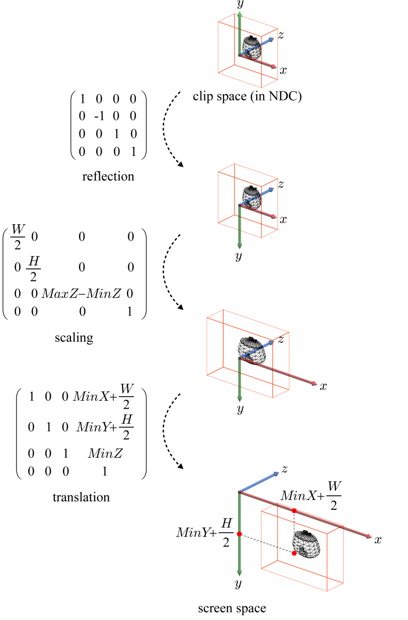 y
z
x
clip space (in NDC)
1 0 0 0
0 -1 0 0
0 0 1 0
0 0 0 1
reflection
z
x
y
W/2 0 0 0
0 H/2 0 0
0 0 MaxZ−MinZ 0
0 0 0 1
scaling
z
x
y
1 0 0 MinX+W/2
0 1 0 MinY+H/2
0 0 1 MinZ
0 0 0 1
translation
z
MinX+W/2
MinY+H/2
x
y
screen space